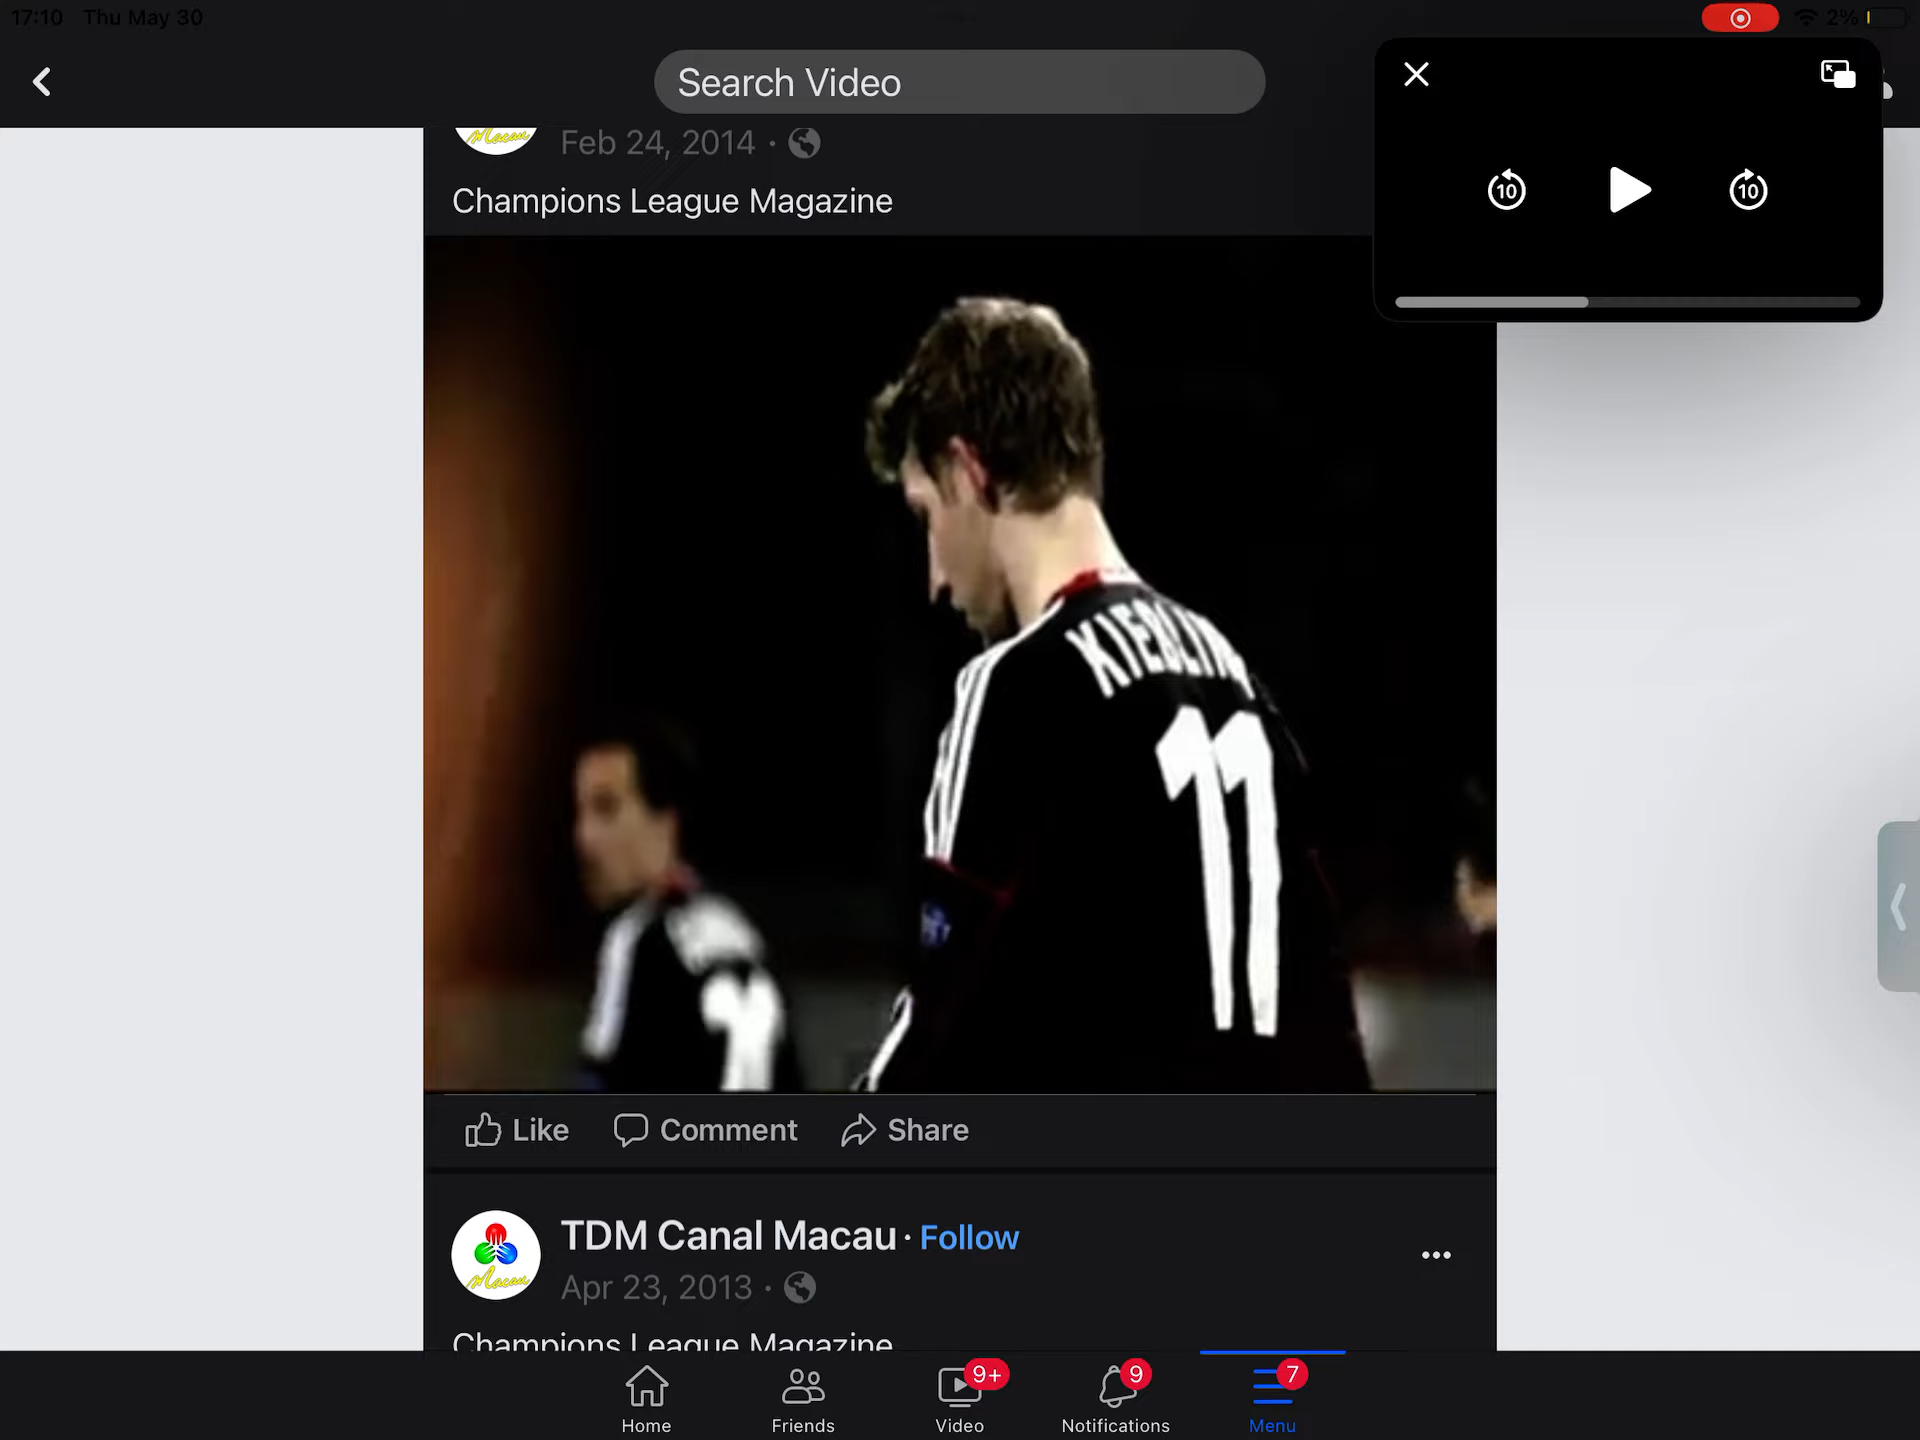 17:10 Thu May 30
2%
Search Video
10
10
Macau
Feb 24, 2014 ·
Champions League Magazine
KIEßLING
11
Like
Comment
Share
TDM Canal Macau · Follow
Macau
Apr 23, 2013 ·
Champions League Magazine
9+
9
7
Home
Friends
Video
Notifications
Menu